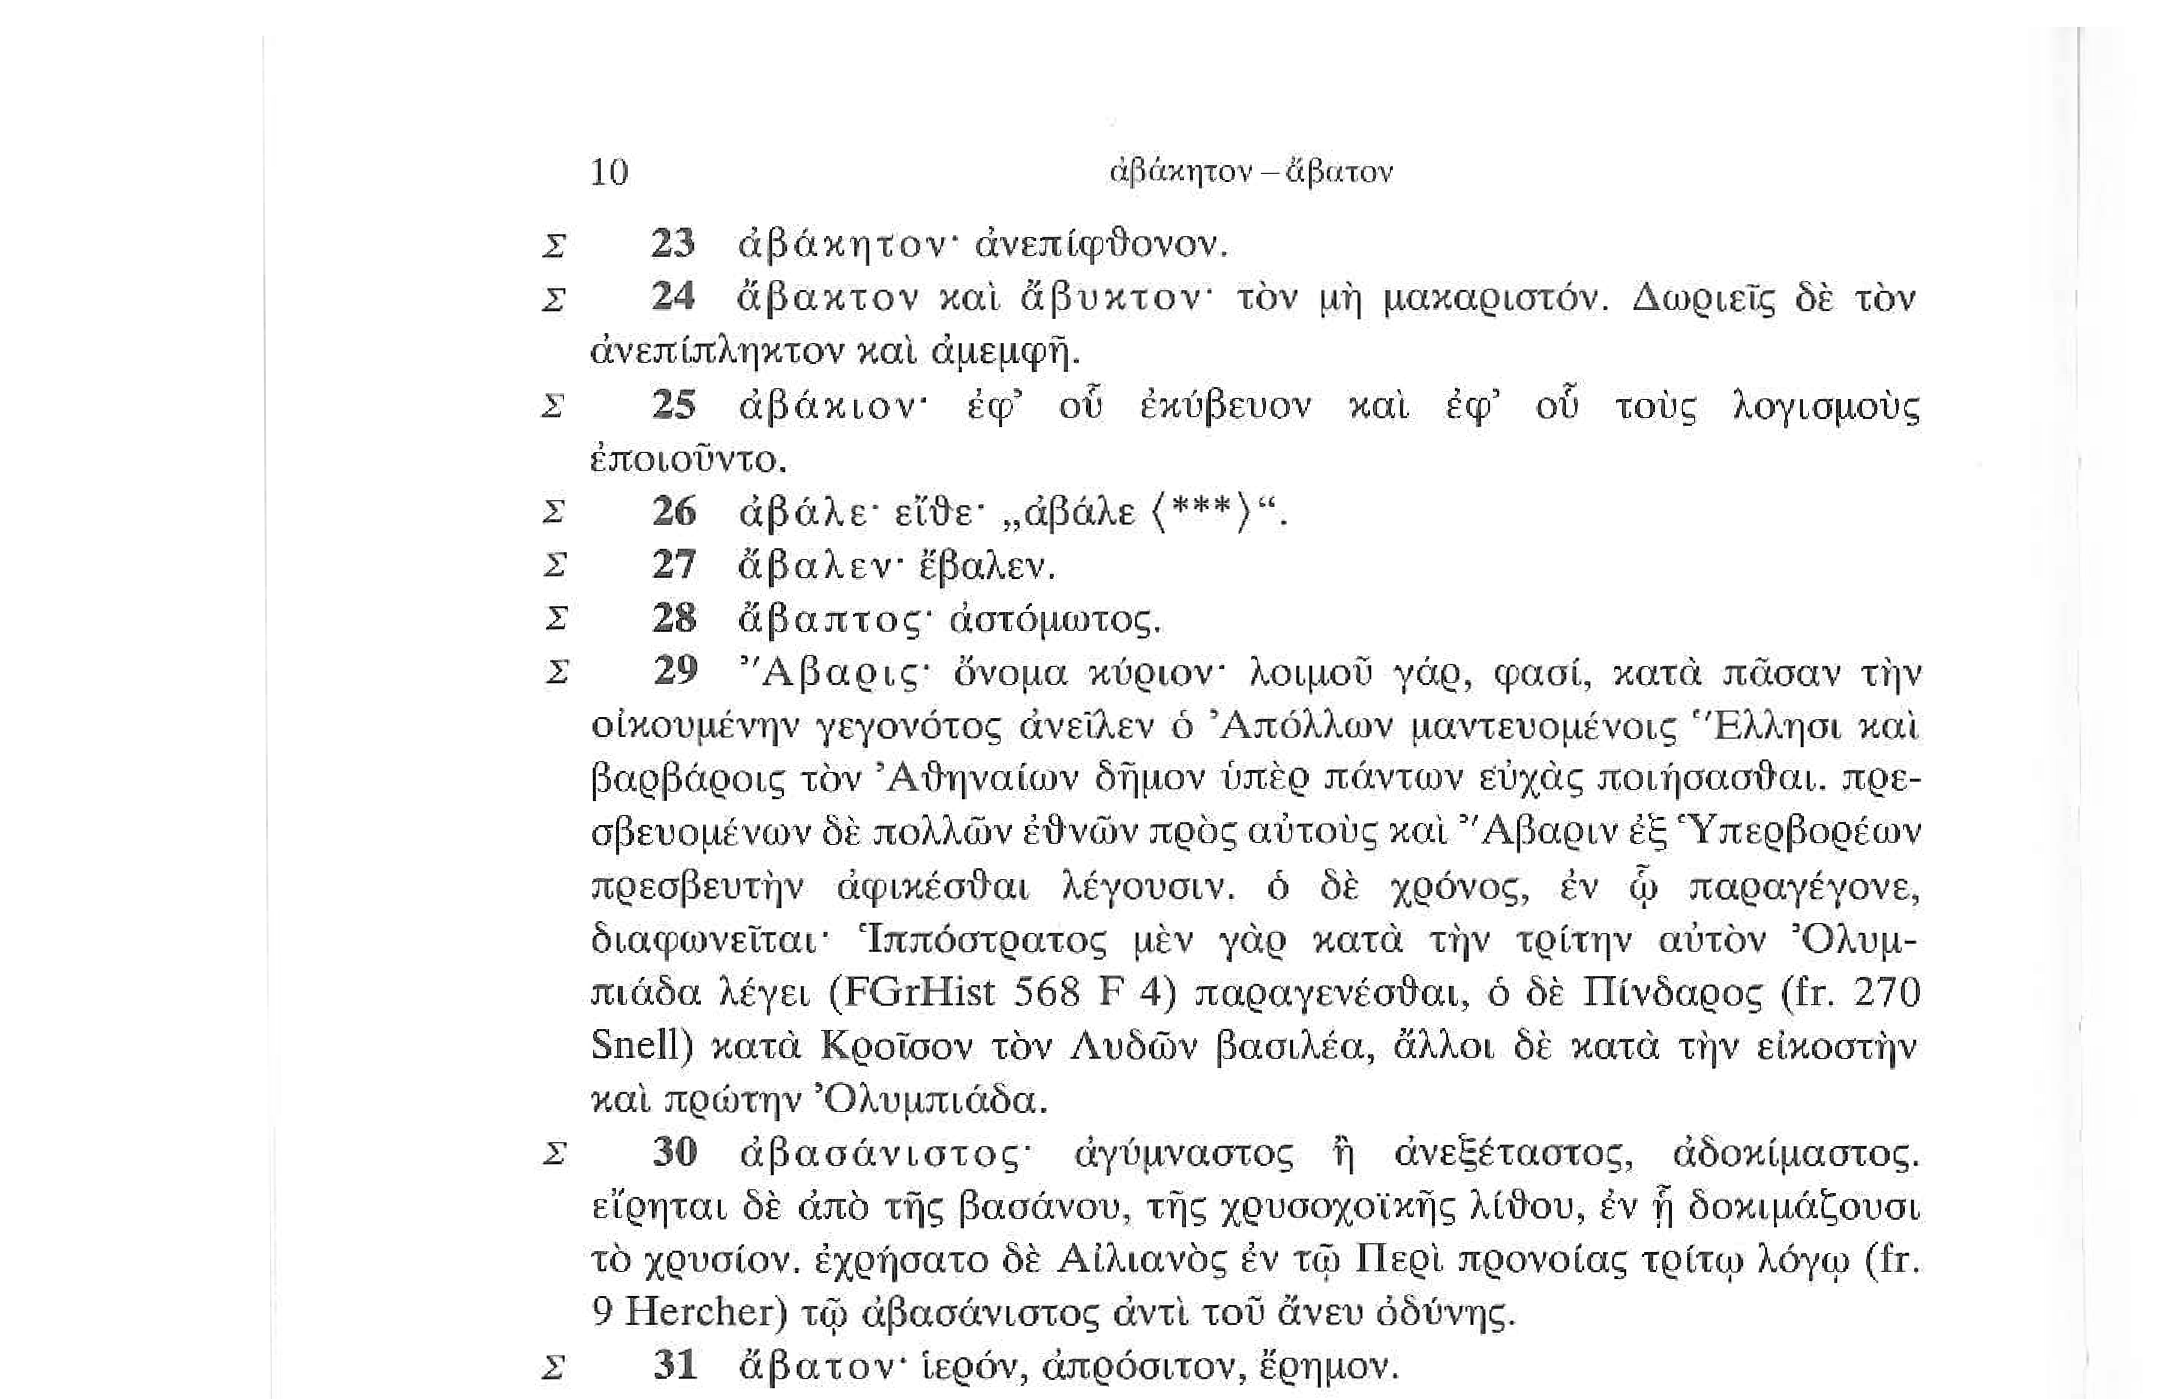 10 ἀβάκητον – ἄβατον
Σ 23 ἀβάκητον· ἀνεπίφθονον.
Σ 24 ἄβακτον καὶ ἄβυκτον· τὸν μὴ μακαριστόν. Δωριεῖς δὲ τὸν
ἀνεπίπληκτον καὶ ἀμεμφῆ.
Σ 25 ἀβάκιον· ἐφ’ οὗ ἐκύβευον καὶ ἐφ’ οὗ τοὺς λογισμοὺς
ἐποιοῦντο.
Σ 26 ἀβάλε· εἴθε· „ἀβάλε ⟨***⟩“.
Σ 27 ἄβαλεν· ἔβαλεν.
Σ 28 ἄβαπτος· ἀστόμωτος.
Σ 29 Ἄβαρις· ὄνομα κύριον· λοιμοῦ γάρ, φασί, κατὰ πᾶσαν τὴν
οἰκουμένην γεγονότος ἀνεῖλεν ὁ Ἀπόλλων μαντευομένοις Ἕλλησι καὶ
βαρβάροις τὸν Ἀθηναίων δῆμον ὑπὲρ πάντων εὐχὰς ποιήσασθαι. πρε-
σβευομένων δὲ πολλῶν ἐθνῶν πρὸς αὐτοὺς καὶ Ἄβαριν ἐξ Ὑπερβορέων
πρεσβευτὴν ἀφικέσθαι λέγουσιν. ὁ δὲ χρόνος, ἐν ᾧ παραγέγονε,
διαφωνεῖται· Ἱππόστρατος μὲν γὰρ κατὰ τὴν τρίτην αὐτὸν Ὀλυμ-
πιάδα λέγει (FGrHist 568 F 4) παραγενέσθαι, ὁ δὲ Πίνδαρος (fr. 270
Snell) κατὰ Κροῖσον τὸν Λυδῶν βασιλέα, ἄλλοι δὲ κατὰ τὴν εἰκοστὴν
καὶ πρώτην Ὀλυμπιάδα.
Σ 30 ἀβασάνιστος· ἀγύμναστος ἢ ἀνεξέταστος, ἀδοκίμαστος.
εἴρηται δὲ ἀπὸ τῆς βασάνου, τῆς χρυσοχοϊκῆς λίθου, ἐν ᾗ δοκιμάζουσι
τὸ χρυσίον. ἐχρήσατο δὲ Αἰλιανὸς ἐν τῷ Περὶ προνοίας τρίτῳ λόγῳ (fr.
9 Hercher) τῷ ἀβασάνιστος ἀντὶ τοῦ ἄνευ ὀδύνης.
Σ 31 ἄβατον· ἱερόν, ἀπρόσιτον, ἔρημον.